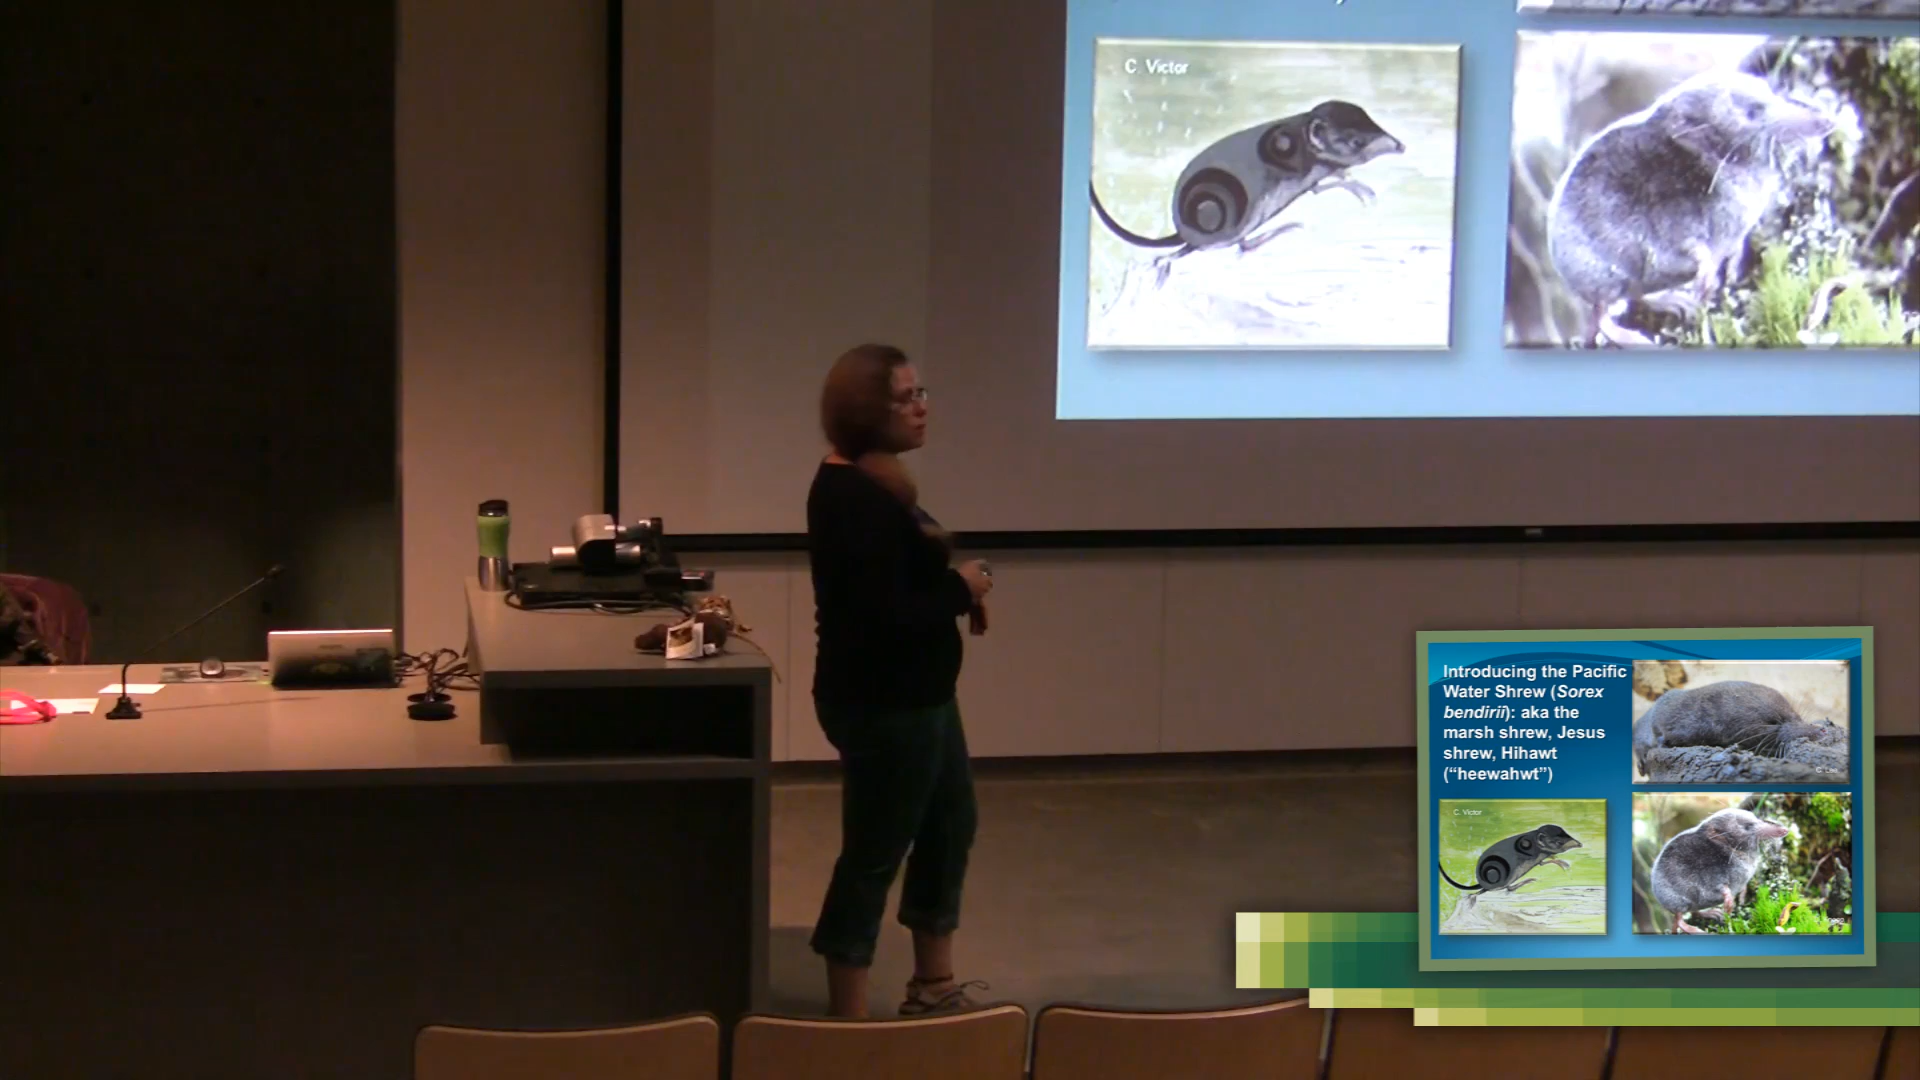 C. Victor
Introducing the Pacific
Water Shrew (Sorex
bendirii): aka the
marsh shrew, Jesus
shrew, Hihawt
(“heewahwt”)
C. Victor